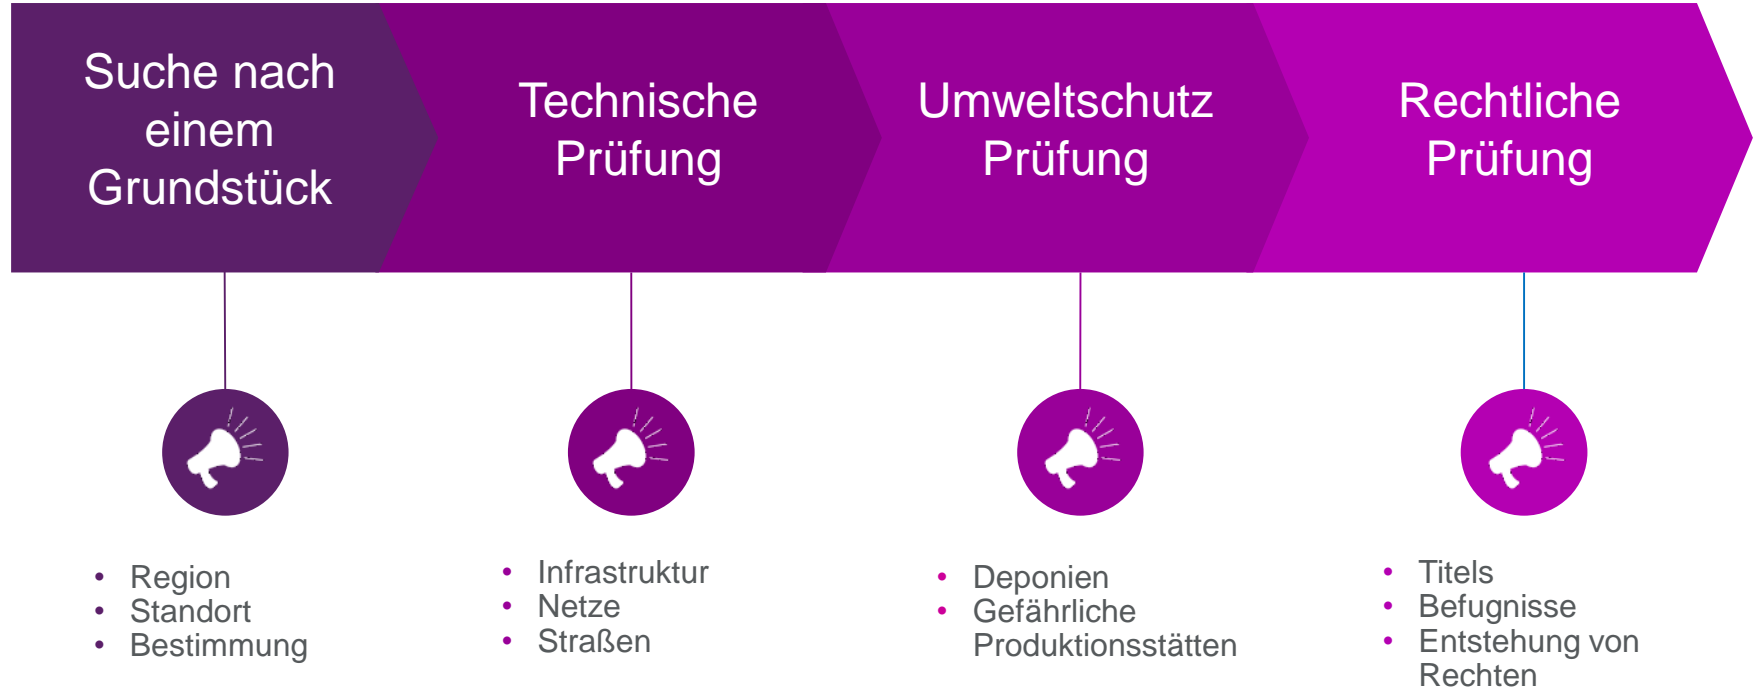 Suche nach
einem
Grundstück
Technische
Prüfung
Umweltschutz
Prüfung
Rechtliche
Prüfung
• Region
• Standort
• Bestimmung
• Infrastruktur
• Netze
• Straßen
• Deponien
• Gefährliche
Produktionsstätten
• Titels
• Befugnisse
• Entstehung von
Rechten